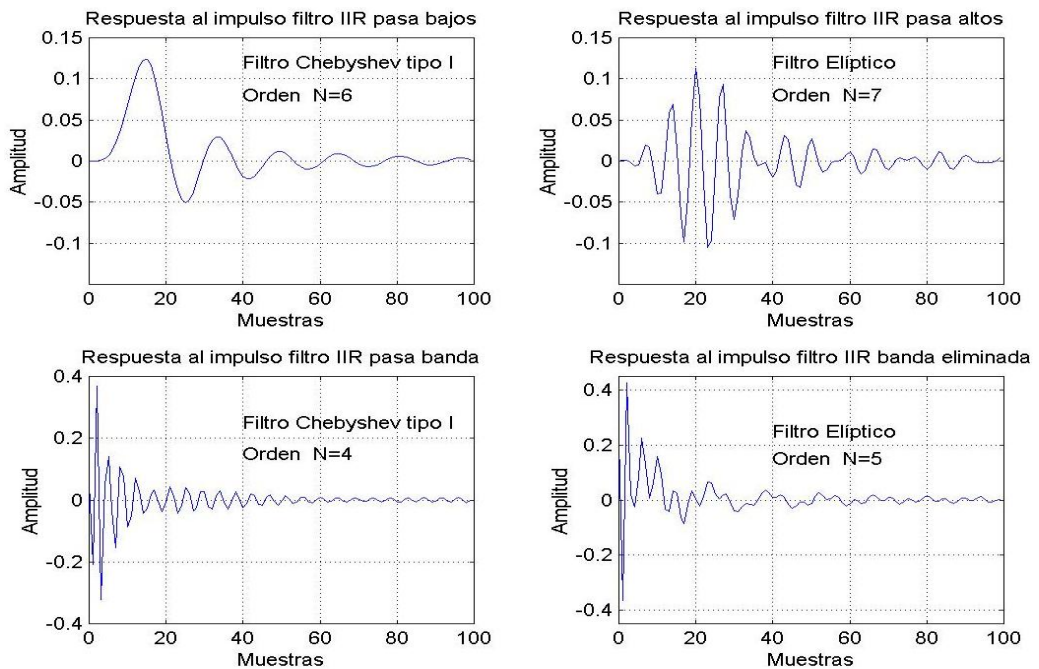 Respuesta al impulso filtro IIR pasa bajos
0.15
0.1
0.05
0
-0.05
-0.1
Amplitud
Filtro Chebyshev tipo I
Orden N=6
0 20 40 60 80 100
Muestras
Respuesta al impulso filtro IIR pasa altos
0.15
0.1
0.05
0
-0.05
-0.1
Amplitud
Filtro Elíptico
Orden N=7
0 20 40 60 80 100
Muestras
Respuesta al impulso filtro IIR pasa banda
0.4
0.2
0
-0.2
-0.4
Amplitud
Filtro Chebyshev tipo I
Orden N=4
0 20 40 60 80 100
Muestras
Respuesta al impulso filtro IIR banda eliminada
0.4
0.2
0
-0.2
-0.4
Amplitud
Filtro Elíptico
Orden N=5
0 20 40 60 80 100
Muestras